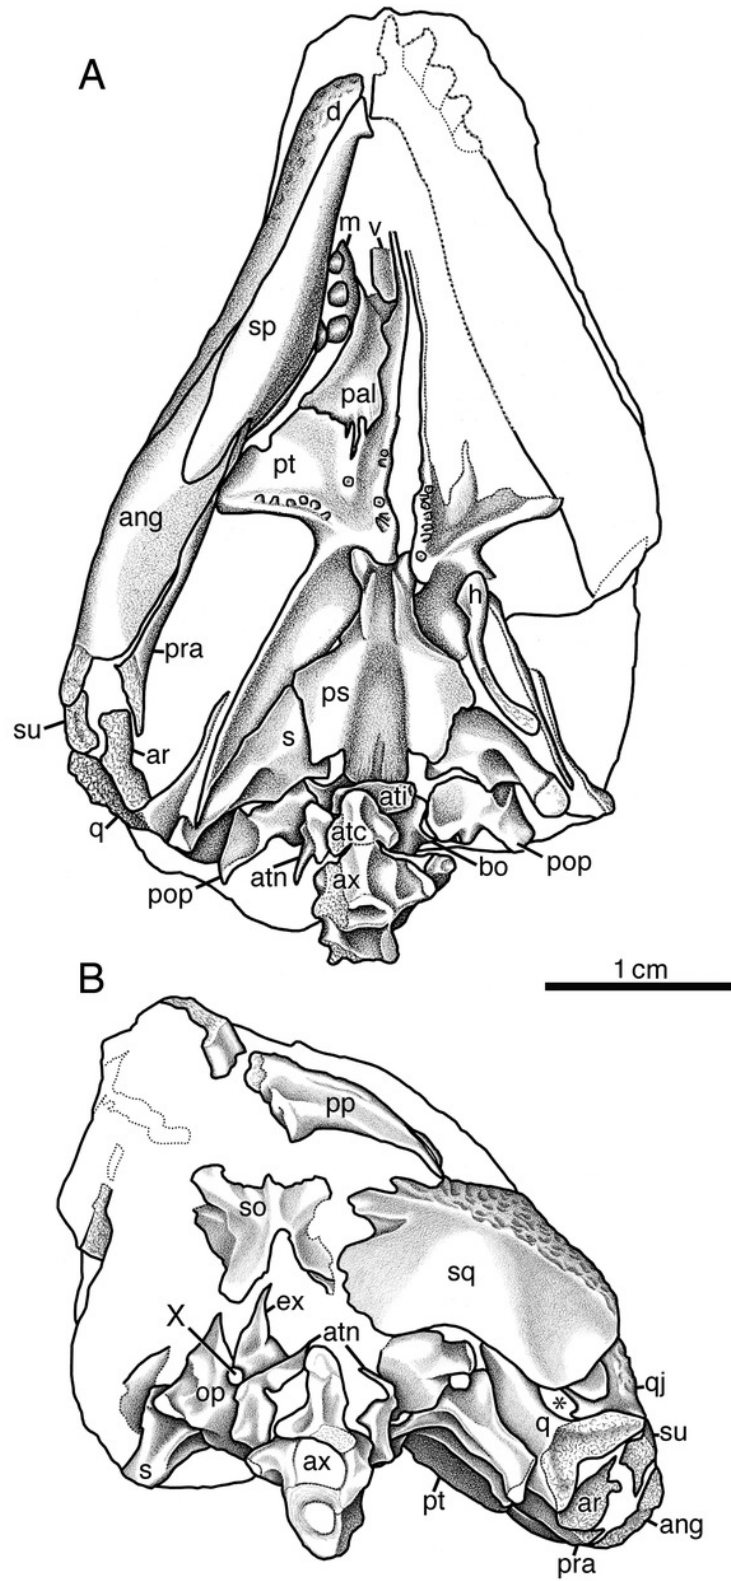 A
d
m v
sp
pal
pt
ang
h
pra
ps
su
s
ar
ati
q
atc
pop
bo
pop
atn
ax
B
1 cm
pp
so
sq
ex
X
atn
op
qj
*
q
su
s
ax
pt
ar
ang
pra